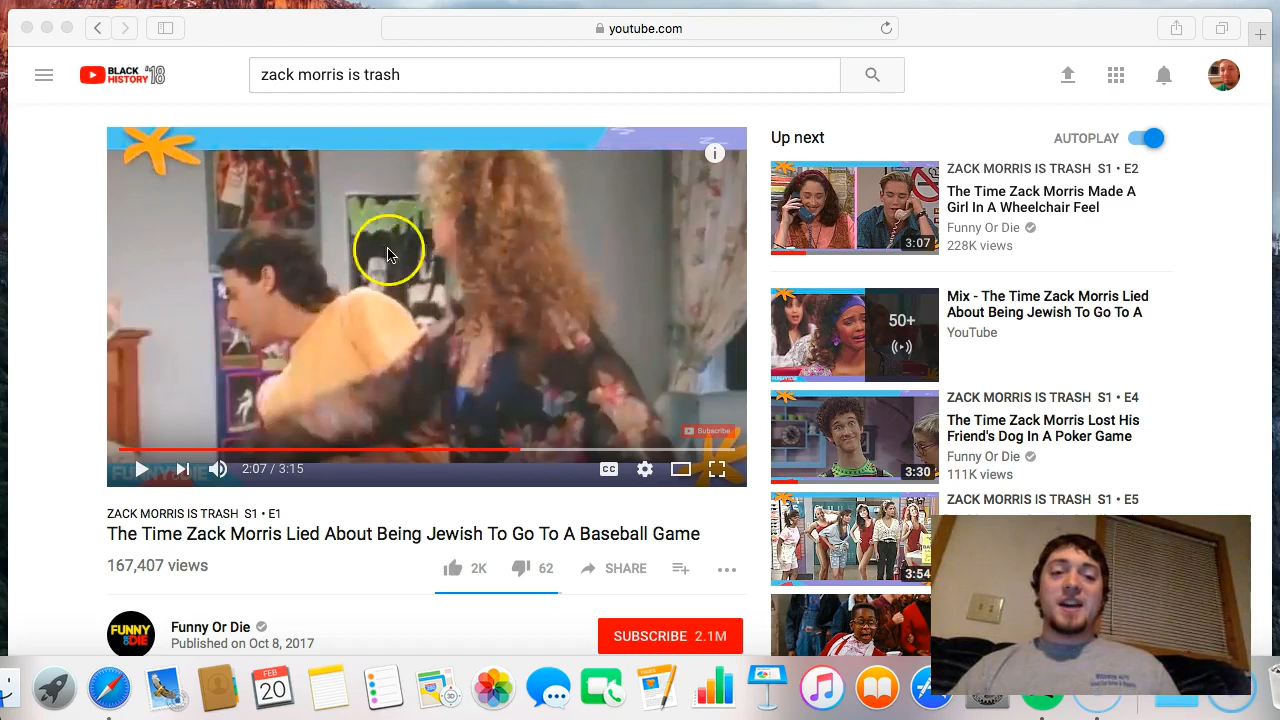 youtube.com
BLACK
HISTORY '18
zack morris is trash
Up next
AUTOPLAY
ZACK MORRIS IS TRASH S1 • E2
The Time Zack Morris Made A
Girl In A Wheelchair Feel
Funny Or Die
228K views
3:07
Mix - The Time Zack Morris Lied
About Being Jewish To Go To A
YouTube
50+
ZACK MORRIS IS TRASH S1 • E4
The Time Zack Morris Lost His
Friend's Dog In A Poker Game
Funny Or Die
111K views
3:30
ZACK MORRIS IS TRASH S1 • E5
3:54
Subscribe
2:07 / 3:15
CC
FUNNY
ZACK MORRIS IS TRASH S1 • E1
The Time Zack Morris Lied About Being Jewish To Go To A Baseball Game
167,407 views
2K
62
SHARE
FUNNY
OR DIE
Funny Or Die
Published on Oct 8, 2017
SUBSCRIBE 2.1M
FEB
20
30